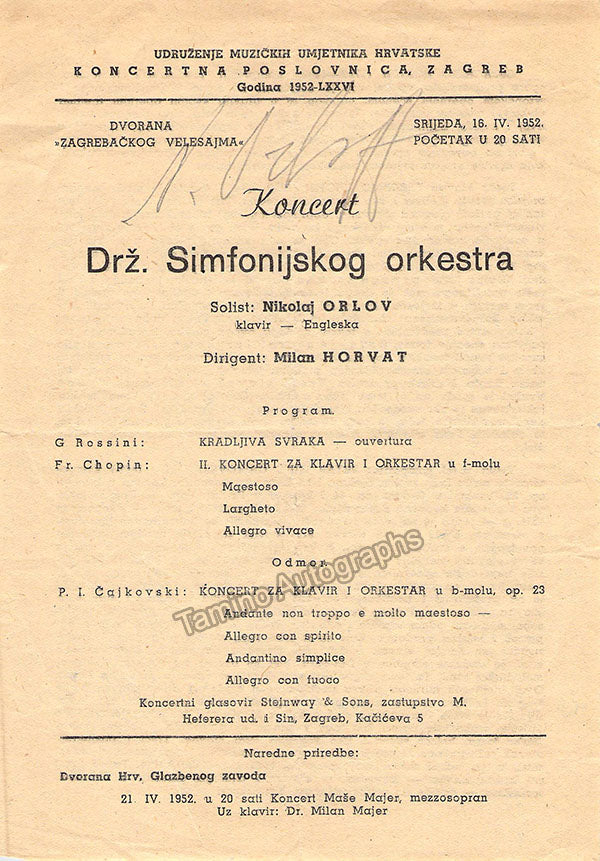 UDRUŽENJE MUZIČKIH UMJETNIKA HRVATSKE
KONCERTNA POSLOVNICA, ZAGREB
Godina 1952-LXXVI
DVORANA
»ZAGREBAČKOG VELESAJMA«
SRIJEDA, 16. IV. 1952.
POČETAK U 20 SATI
N. Orloff
Koncert
Drž. Simfonijskog orkestra
Solist: Nikolaj ORLOV
klavir — Engleska
Dirigent: Milan HORVAT
Program.
G Rossini: KRADLJIVA SVRAKA — ouvertura
Fr. Chopin: II. KONCERT ZA KLAVIR I ORKESTAR u f-molu
Maestoso
Largheto
Allegro vivace
Odmor.
P. I. Čajkovski: KONCERT ZA KLAVIR I ORKESTAR u b-molu, op. 23
Andante non troppo e molto maestoso —
Allegro con spirito
Andantino simplice
Allegro con fuoco
Koncertni glasovir Steinway & Sons, zastupstvo M.
Heferera ud. i Sin, Zagreb, Kačićeva 5
Naredne priredbe:
Dvorana Hrv. Glazbenog zavoda
21. IV. 1952. u 20 sati Koncert Maše Majer, mezzosopran
Uz klavir: Dr. Milan Majer
Tamino Autographs